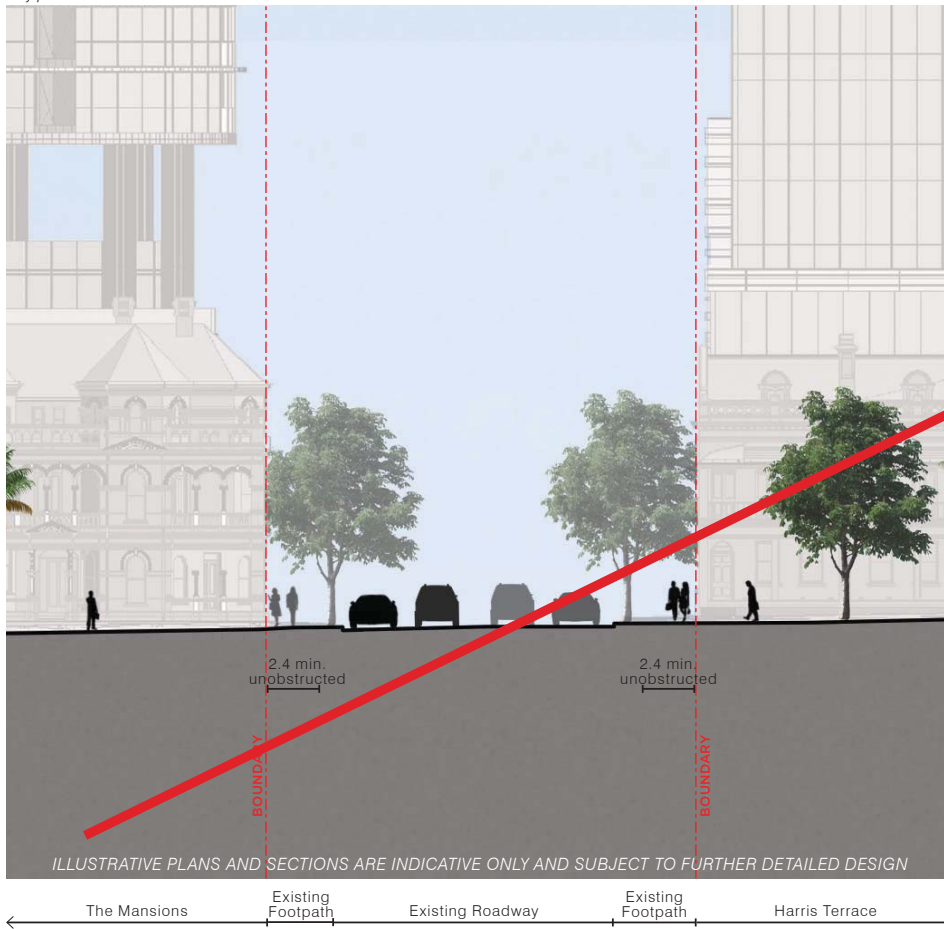 2.4 min.
unobstructed
2.4 min.
unobstructed
BOUNDARY
BOUNDARY
ILLUSTRATIVE PLANS AND SECTIONS ARE INDICATIVE ONLY AND SUBJECT TO FURTHER DETAILED DESIGN
The Mansions
Existing
Footpath
Existing Roadway
Existing
Footpath
Harris Terrace